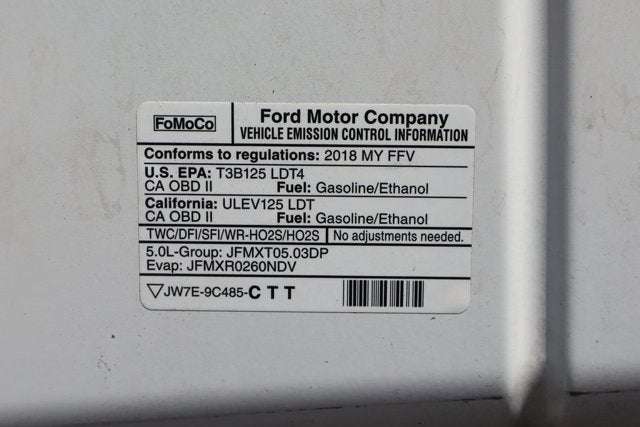 FoMoCo
Ford Motor Company
VEHICLE EMISSION CONTROL INFORMATION
Conforms to regulations: 2018 MY FFV
U.S. EPA: T3B125 LDT4
CA OBD II Fuel: Gasoline/Ethanol
California: ULEV125 LDT
CA OBD II Fuel: Gasoline/Ethanol
TWC/DFI/SFI/WR-HO2S/HO2S No adjustments needed.
5.0L-Group: JFMXT05.03DP
Evap: JFMXR0260NDV
JW7E-9C485-CTT